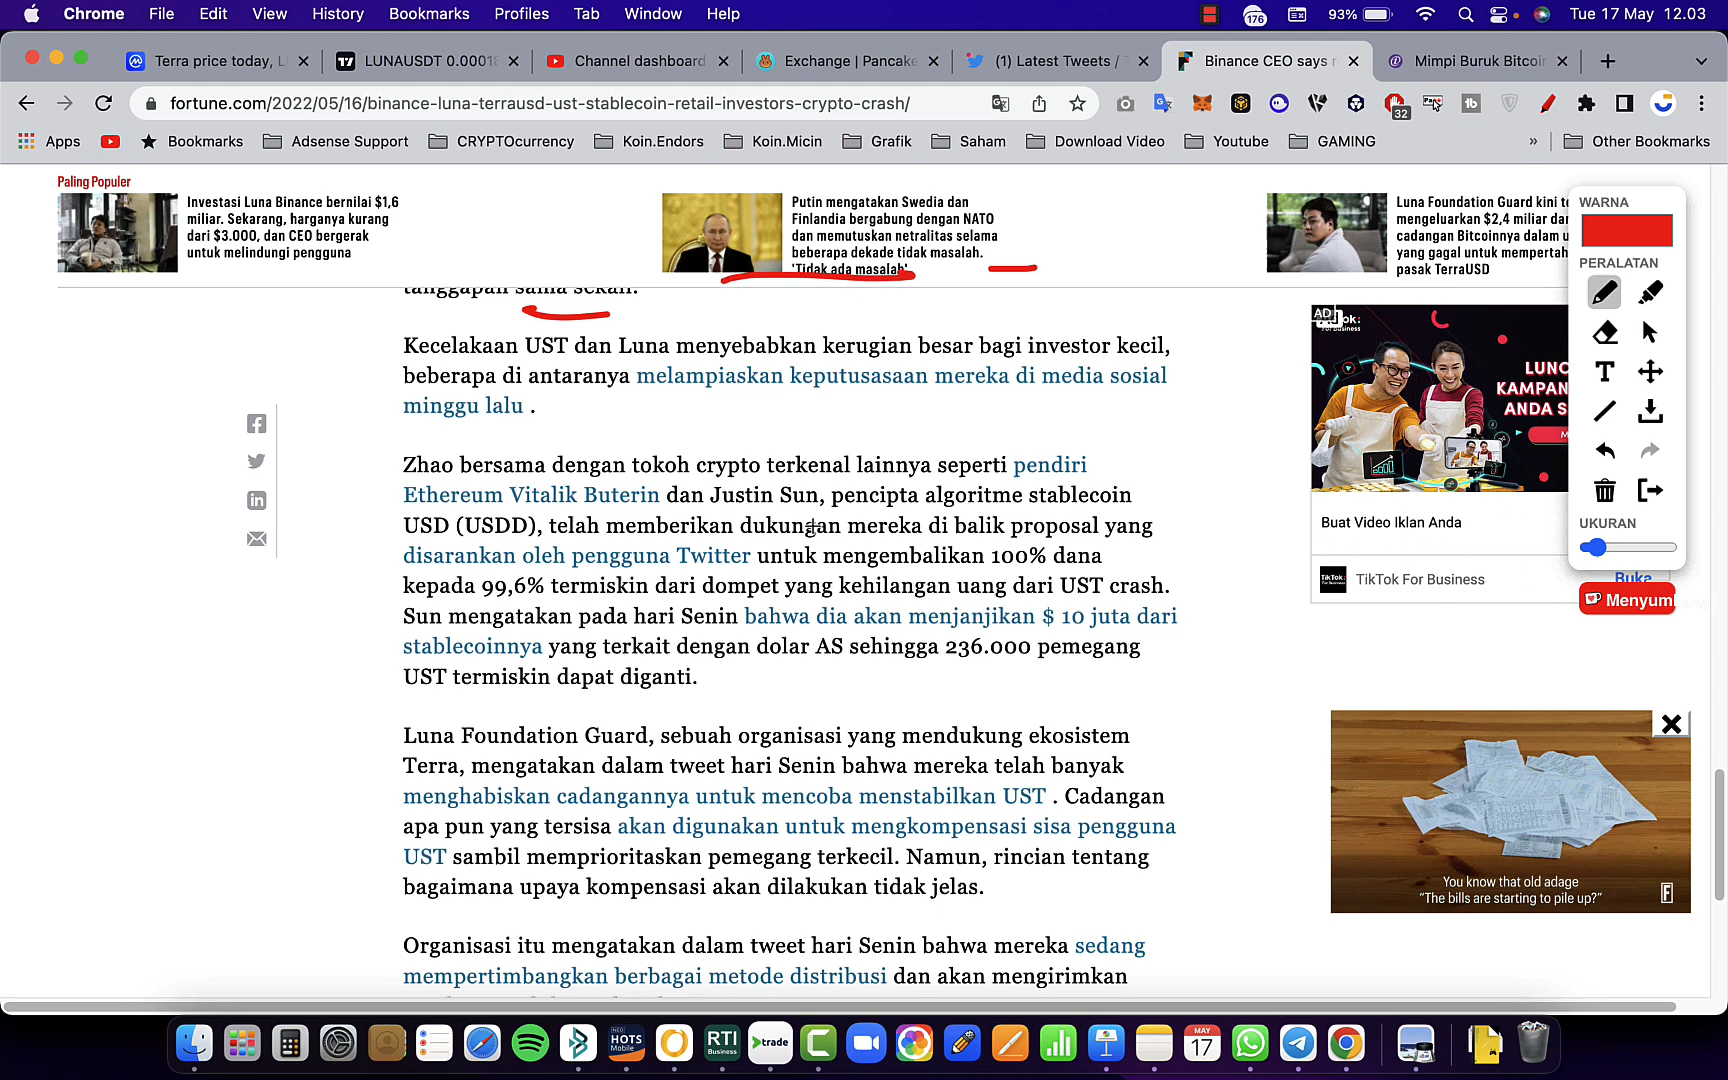 Chrome File Edit View History Bookmarks Profiles Tab Window Help
176 93% Tue 17 May 12.03
Terra price today, L
LUNAUSDT 0.00018
Channel dashboard
Exchange | Pancake
(1) Latest Tweets / T
Binance CEO says r
Mimpi Buruk Bitcoin
fortune.com/2022/05/16/binance-luna-terrausd-ust-stablecoin-retail-investors-crypto-crash/
32
Apps Bookmarks Adsense Support CRYPTOcurrency Koin.Endors Koin.Micin Grafik Saham Download Video Youtube GAMING » Other Bookmarks
Paling Populer
Investasi Luna Binance bernilai $1,6
miliar. Sekarang, harganya kurang
dari $3.000, dan CEO bergerak
untuk melindungi pengguna
Putin mengatakan Swedia dan
Finlandia bergabung dengan NATO
dan memutuskan netralitas selama
beberapa dekade tidak masalah.
'Tidak ada masalah'
Luna Foundation Guard kini te
mengeluarkan $2,4 miliar dar
cadangan Bitcoinnya dalam u
yang gagal untuk mempertah
pasak TerraUSD
WARNA
PERALATAN
T
UKURAN
Menyum
tanggapan sama sekali.
Kecelakaan UST dan Luna menyebabkan kerugian besar bagi investor kecil,
beberapa di antaranya melampiaskan keputusasaan mereka di media sosial
minggu lalu .
Zhao bersama dengan tokoh crypto terkenal lainnya seperti pendiri
Ethereum Vitalik Buterin dan Justin Sun, pencipta algoritme stablecoin
USD (USDD), telah memberikan dukungan mereka di balik proposal yang
disarankan oleh pengguna Twitter untuk mengembalikan 100% dana
kepada 99,6% termiskin dari dompet yang kehilangan uang dari UST crash.
Sun mengatakan pada hari Senin bahwa dia akan menjanjikan $ 10 juta dari
stablecoinnya yang terkait dengan dolar AS sehingga 236.000 pemegang
UST termiskin dapat diganti.
Luna Foundation Guard, sebuah organisasi yang mendukung ekosistem
Terra, mengatakan dalam tweet hari Senin bahwa mereka telah banyak
menghabiskan cadangannya untuk mencoba menstabilkan UST . Cadangan
apa pun yang tersisa akan digunakan untuk mengkompensasi sisa pengguna
UST sambil memprioritaskan pemegang terkecil. Namun, rincian tentang
bagaimana upaya kompensasi akan dilakukan tidak jelas.
Organisasi itu mengatakan dalam tweet hari Senin bahwa mereka sedang
mempertimbangkan berbagai metode distribusi dan akan mengirimkan
AD
For Business
LUNC
KAMPAN
ANDA S
Buat Video Iklan Anda
TikTok For Business
Buka
You know that old adage
“The bills are starting to pile up?”
F
HOTS
Mobile
RTI
Business
trade
MAY
17